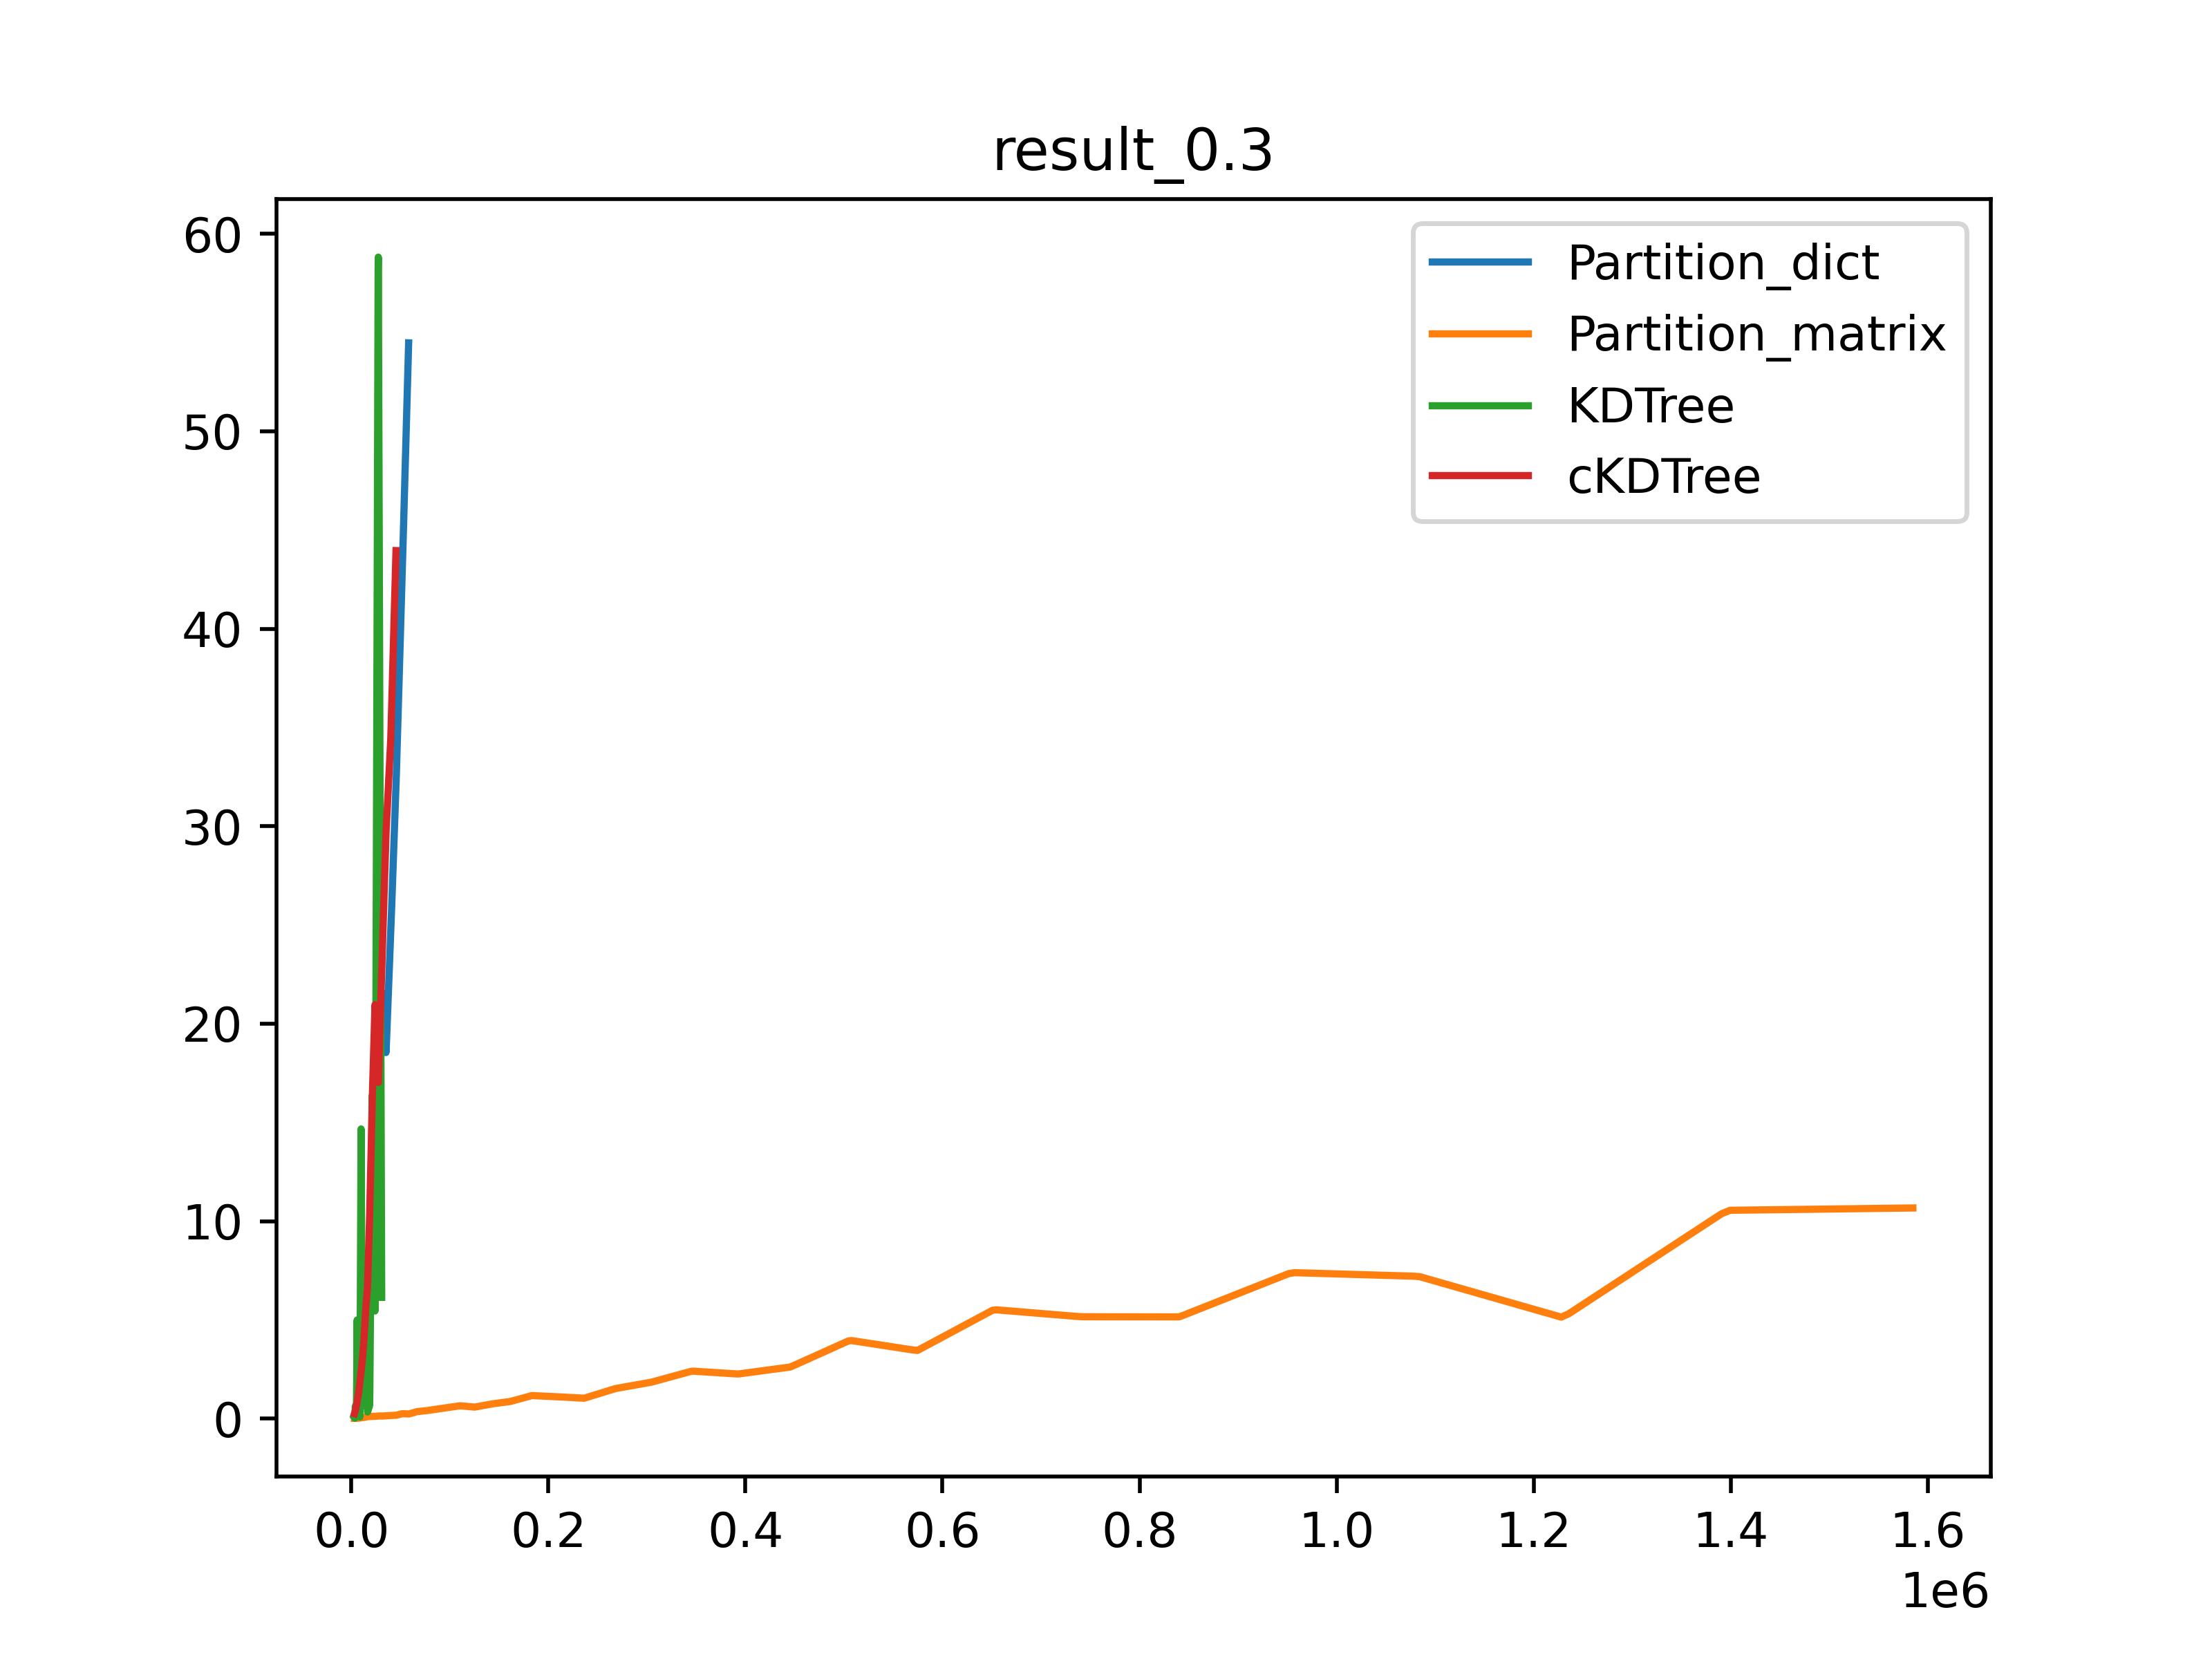 result_0.3
60
50
40
30
20
10
0
Partition_dict
Partition_matrix
KDTree
cKDTree
0.0 0.2 0.4 0.6 0.8 1.0 1.2 1.4 1.6
1e6